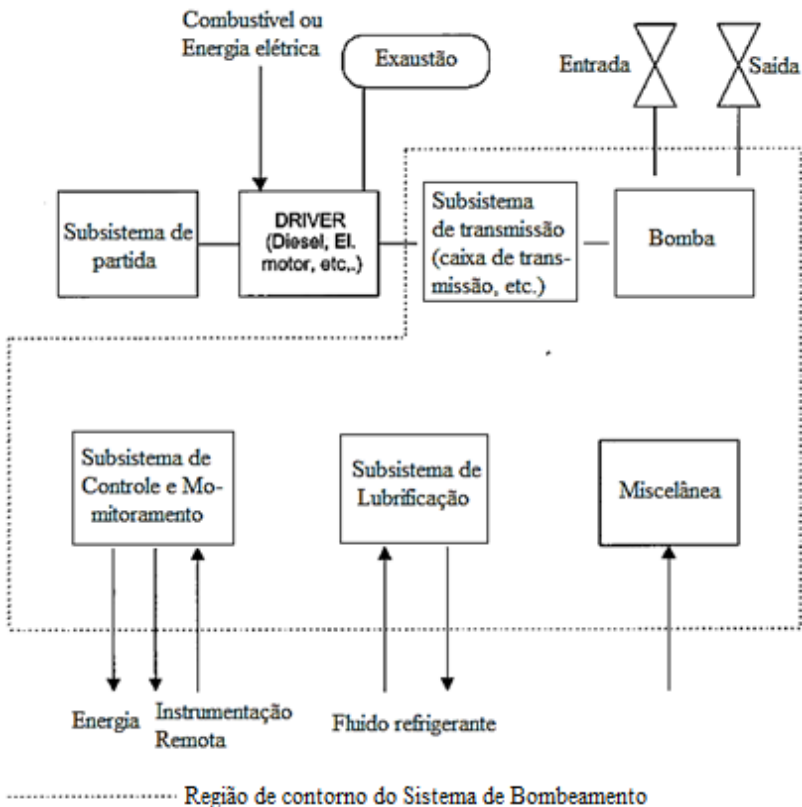 Combustível ou
Energia elétrica
Exaustão
Entrada
Saída
Subsistema de
partida
DRIVER
(Diesel, El.
motor, etc,.)
Subsistema
de transmissão
(caixa de trans-
missão, etc.)
Bomba
Subsistema de
Controle e Mo-
mitoramento
Subsistema de
Lubrificação
Miscelânea
Energia
Instrumentação
Remota
Fluido refrigerante
Região de contorno do Sistema de Bombeamento